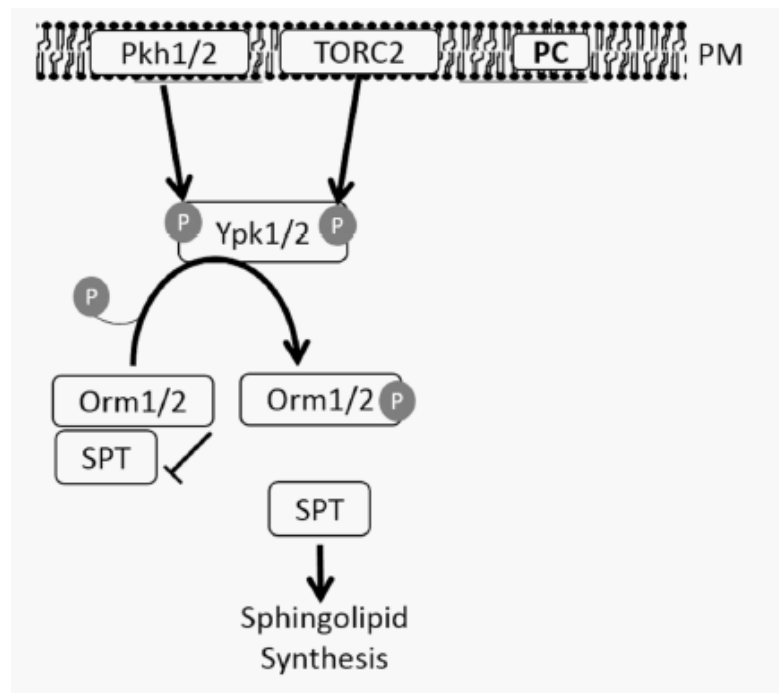 Pkh1/2 TORC2 PC PM
P Ypk1/2 P
P
Orm1/2 Orm1/2 P
SPT
SPT
Sphingolipid
Synthesis